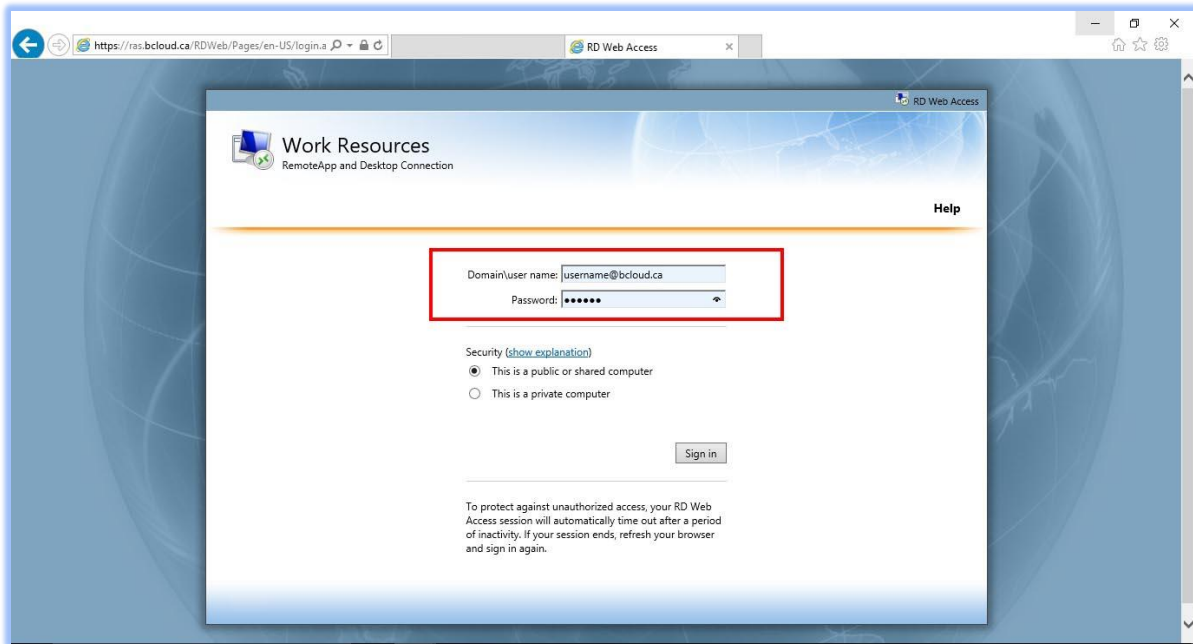 https://ras.bcloud.ca/RDWeb/Pages/en-US/login.a
RD Web Access
RD Web Access
Work Resources
RemoteApp and Desktop Connection
Help
Domain\user name: username@bcloud.ca
Password: ••••••
Security (show explanation)
This is a public or shared computer
This is a private computer
Sign in
To protect against unauthorized access, your RD Web
Access session will automatically time out after a period
of inactivity. If your session ends, refresh your browser
and sign in again.